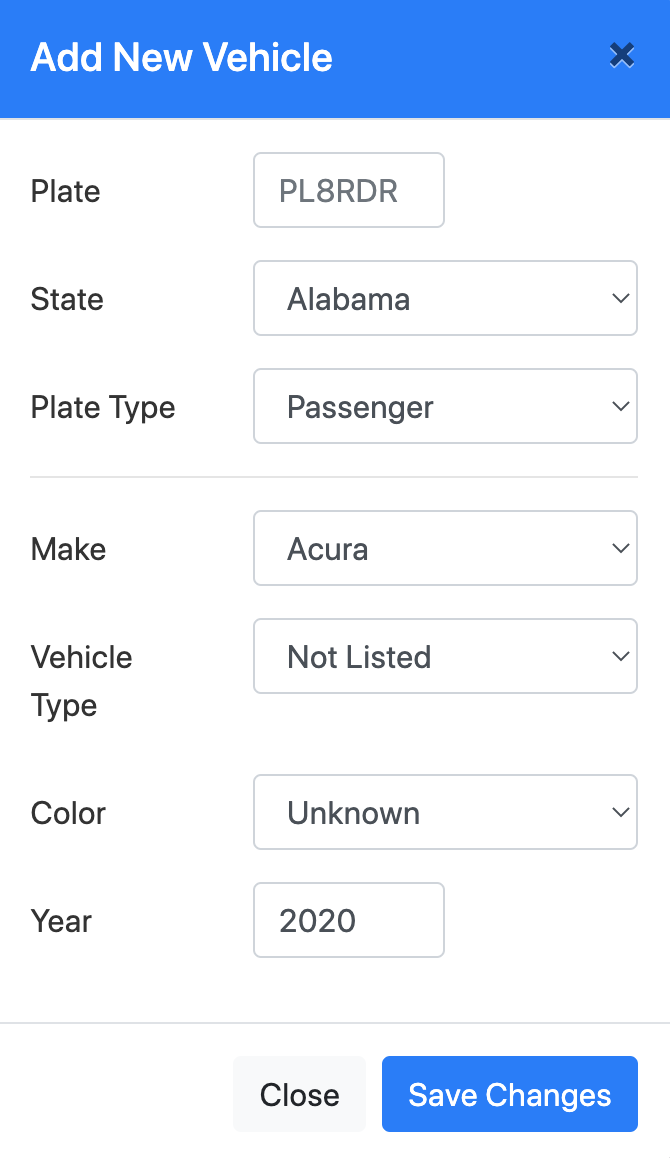 Add New Vehicle
Plate PL8RDR
State Alabama
Plate Type Passenger
Make Acura
Vehicle Not Listed
Type
Color Unknown
Year 2020
Close Save Changes